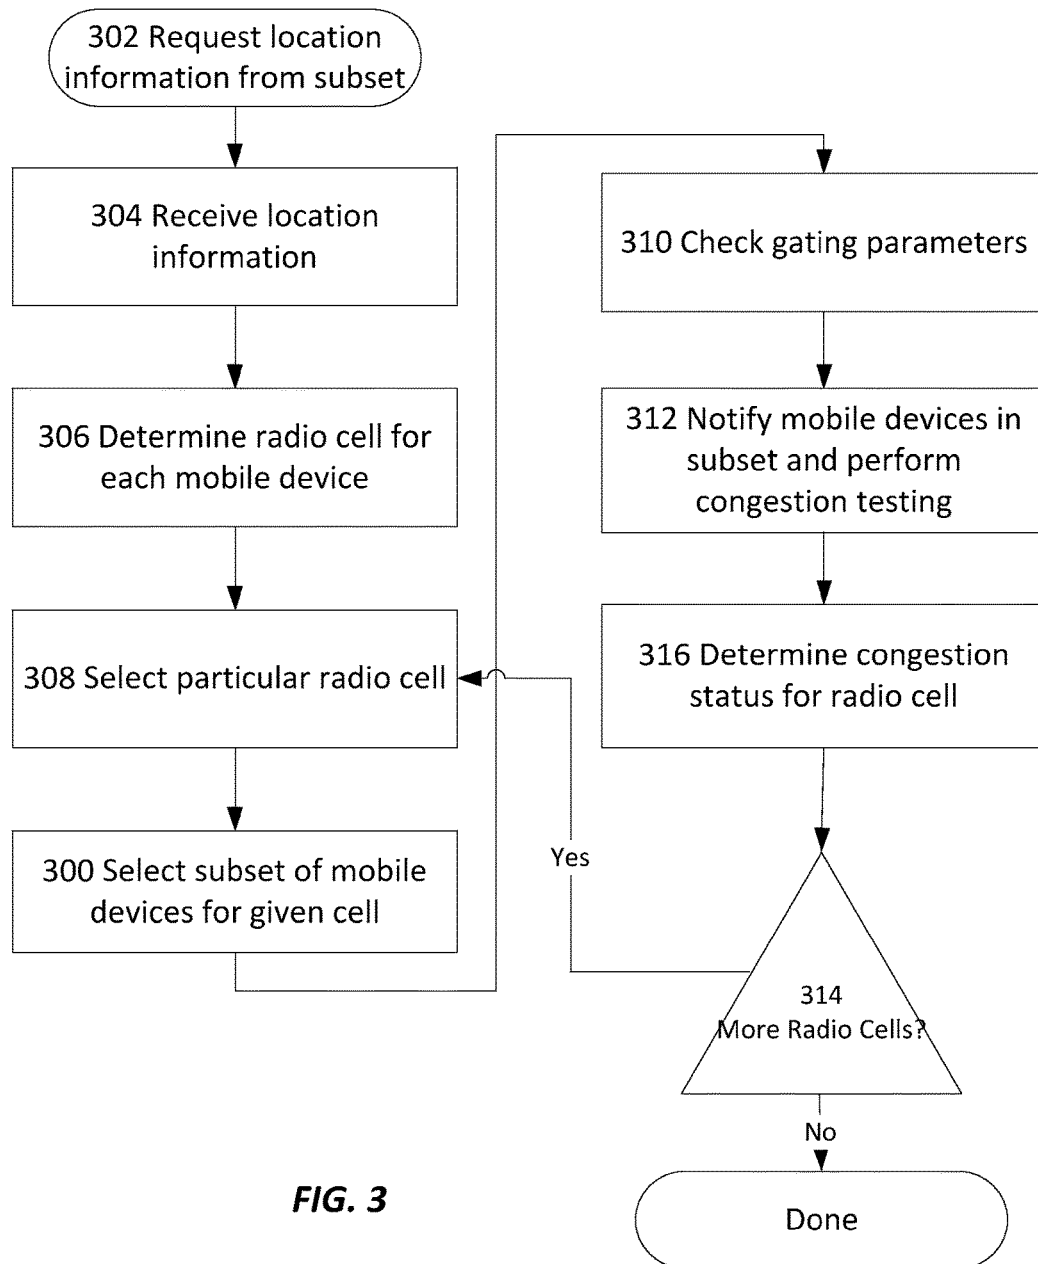 302 Request location
information from subset
304 Receive location
information
306 Determine radio cell for
each mobile device
308 Select particular radio cell
300 Select subset of mobile
devices for given cell
310 Check gating parameters
312 Notify mobile devices in
subset and perform
congestion testing
316 Determine congestion
status for radio cell
Yes
314
More Radio Cells?
No
Done
FIG. 3